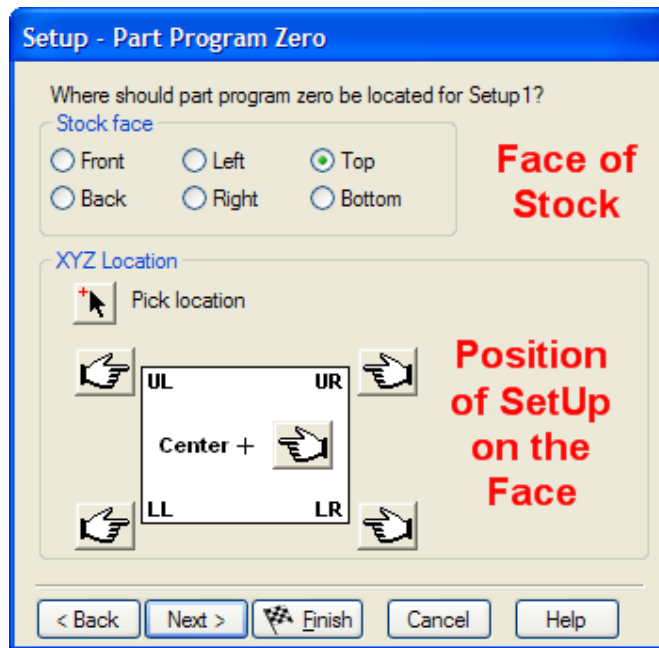 Setup - Part Program Zero
Where should part program zero be located for Setup1?
Stock face
Front Left Top
Back Right Bottom
Face of
Stock
XYZ Location
Pick location
UL UR
Center +
LL LR
Position
of SetUp
on the
Face
< Back Next > Finish Cancel Help